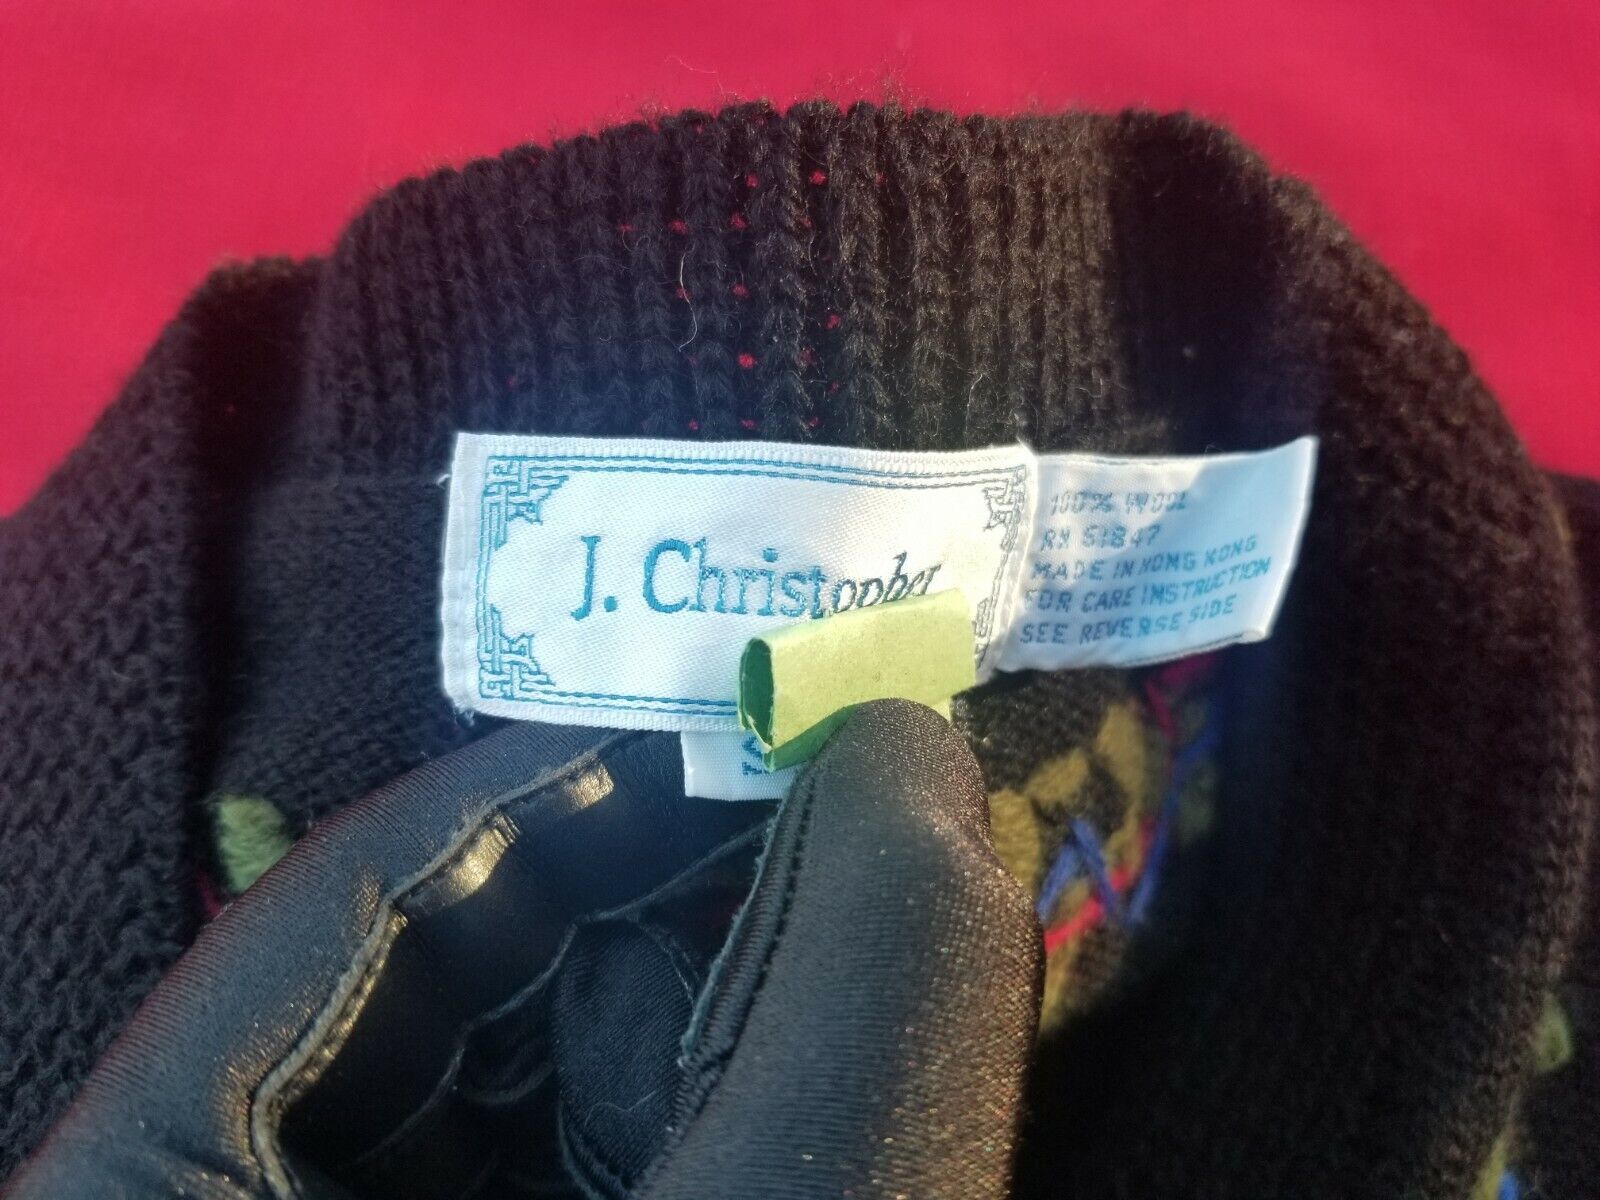 J. Christopher
100% WOOL
RN 51847
MADE IN HONG KONG
FOR CARE INSTRUCTION
SEE REVERSE SIDE